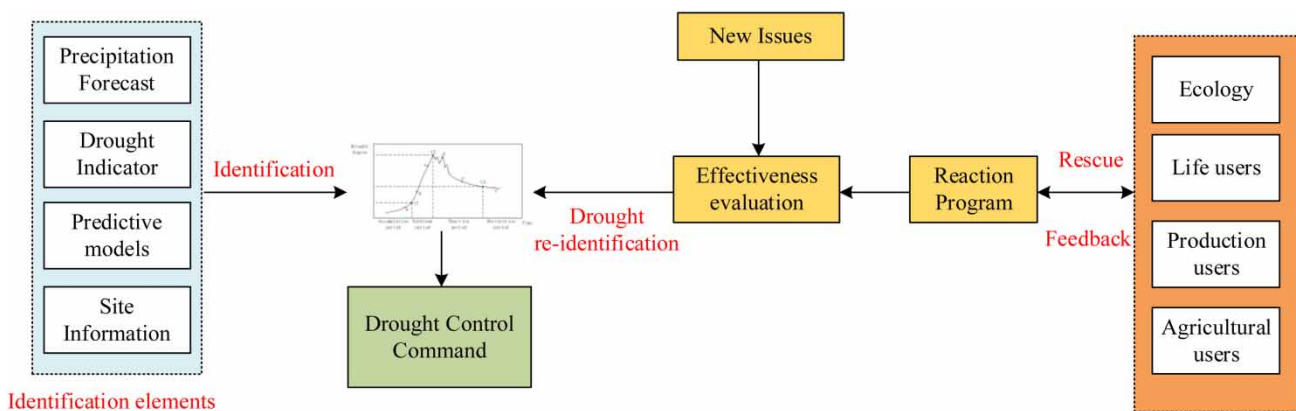 Precipitation
Forecast
Drought
Indicator
Predictive
models
Site
Information
Identification elements
Identification
Drought Control
Command
New Issues
Effectiveness
evaluation
Drought
re-identification
Reaction
Program
Rescue
Feedback
Ecology
Life users
Production
users
Agricultural
users